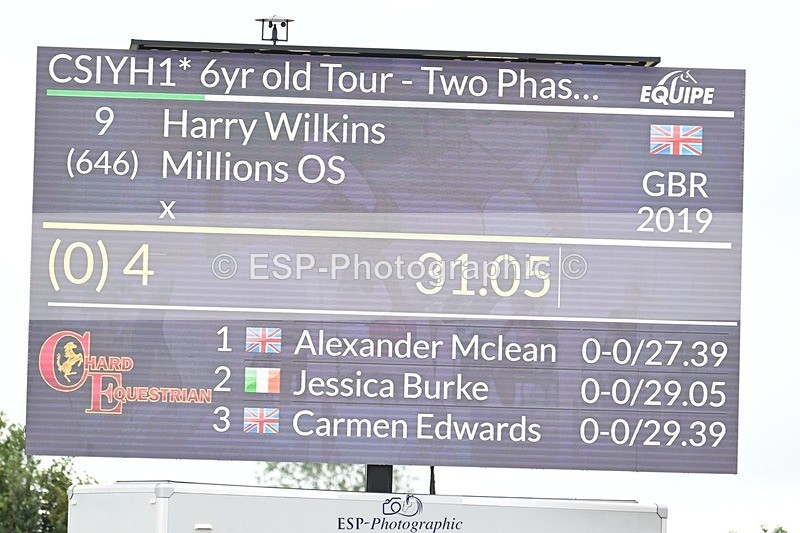 CSIYH1* 6yr old Tour - Two Phas...
EQUIPE
9 Harry Wilkins
(646) Millions OS
GBR
x
2019
(0) 4 31.05
© ESP-Photographic ©
1 Alexander Mclean 0-0/27.39
2 Jessica Burke 0-0/29.05
3 Carmen Edwards 0-0/29.39
CHARD
EQUESTRIAN
ESP-Photographic